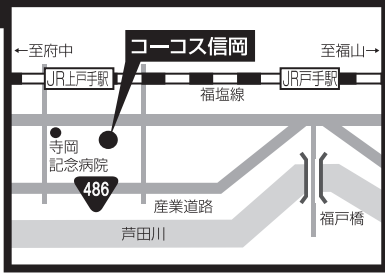 ←至府中
コーコス信岡
至福山→
JR上戸手駅
JR戸手駅
福塩線
寺岡
記念病院
486
産業道路
福戸橋
芦田川